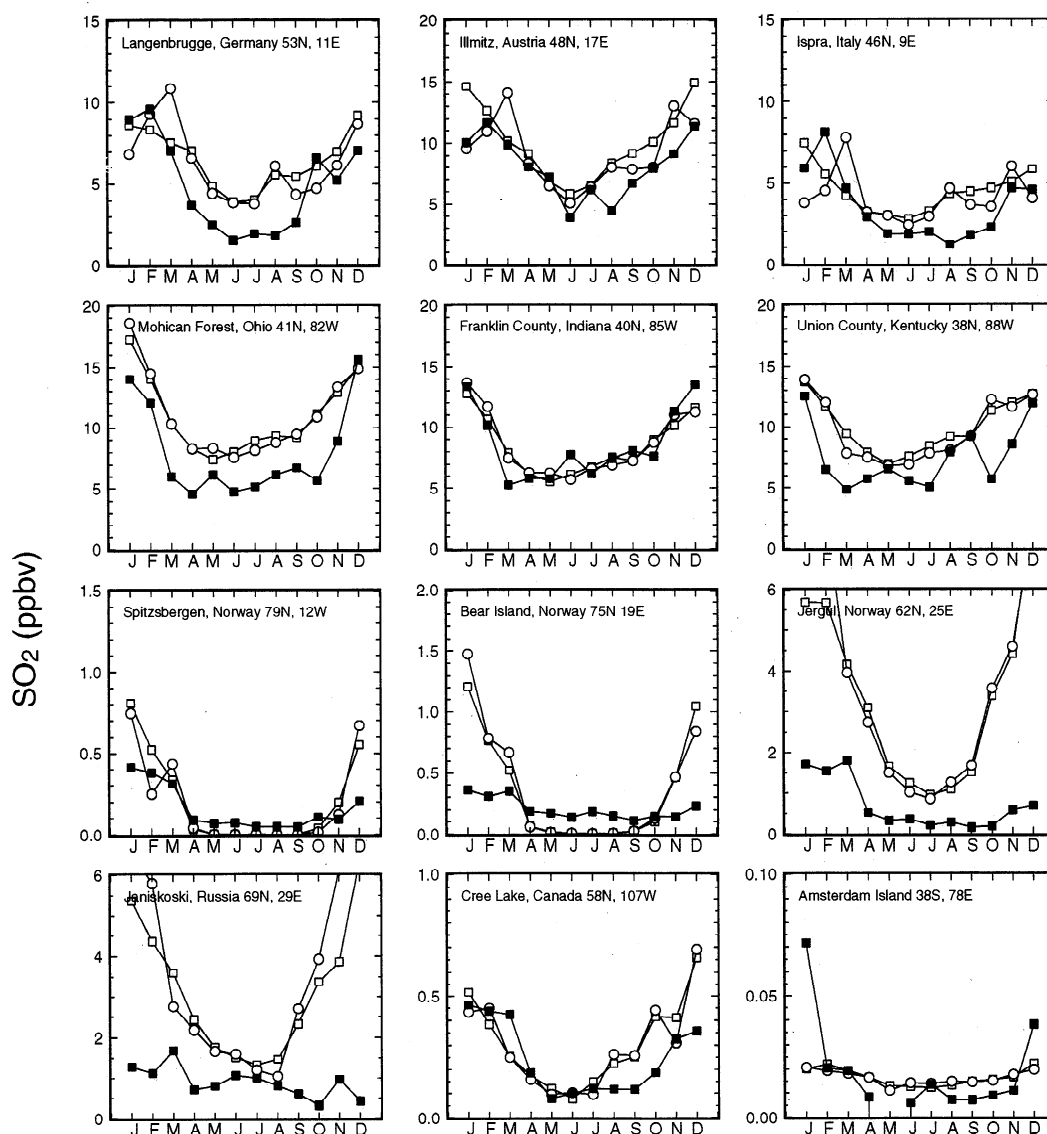 SO2 (ppbv)
Langenbrugge, Germany 53N, 11E
15
10
5
0
J F M A M J J A S O N D
Illmitz, Austria 48N, 17E
20
15
10
5
0
J F M A M J J A S O N D
Ispra, Italy 46N, 9E
15
10
5
0
J F M A M J J A S O N D
Mohican Forest, Ohio 41N, 82W
20
15
10
5
0
J F M A M J J A S O N D
Franklin County, Indiana 40N, 85W
20
15
10
5
0
J F M A M J J A S O N D
Union County, Kentucky 38N, 88W
20
15
10
5
0
J F M A M J J A S O N D
Spitzsbergen, Norway 79N, 12W
1.5
1.0
0.5
0.0
J F M A M J J A S O N D
Bear Island, Norway 75N 19E
2.0
1.5
1.0
0.5
0.0
J F M A M J J A S O N D
Jergul, Norway 62N, 25E
6
4
2
0
J F M A M J J A S O N D
Janiskoski, Russia 69N, 29E
6
4
2
0
J F M A M J J A S O N D
Cree Lake, Canada 58N, 107W
1.0
0.5
0.0
J F M A M J J A S O N D
Amsterdam Island 38S, 78E
0.10
0.05
0.00
J F M A M J J A S O N D